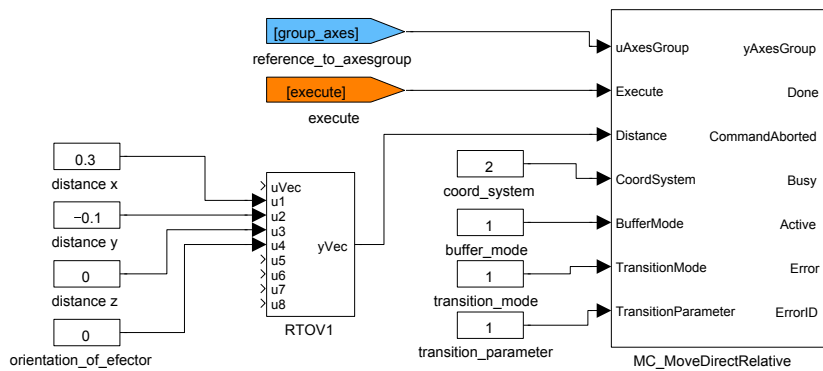 [group_axes]
reference_to_axesgroup
[execute]
execute
0.3
distance x
−0.1
distance y
0
distance z
0
orientation_of_efector
uVec
u1
u2
u3
u4
u5
u6
u7
u8
yVec
RTOV1
2
coord_system
1
buffer_mode
1
transition_mode
1
transition_parameter
uAxesGroup
yAxesGroup
Execute
Done
Distance
CommandAborted
CoordSystem
Busy
BufferMode
Active
TransitionMode
Error
TransitionParameter
ErrorID
MC_MoveDirectRelative